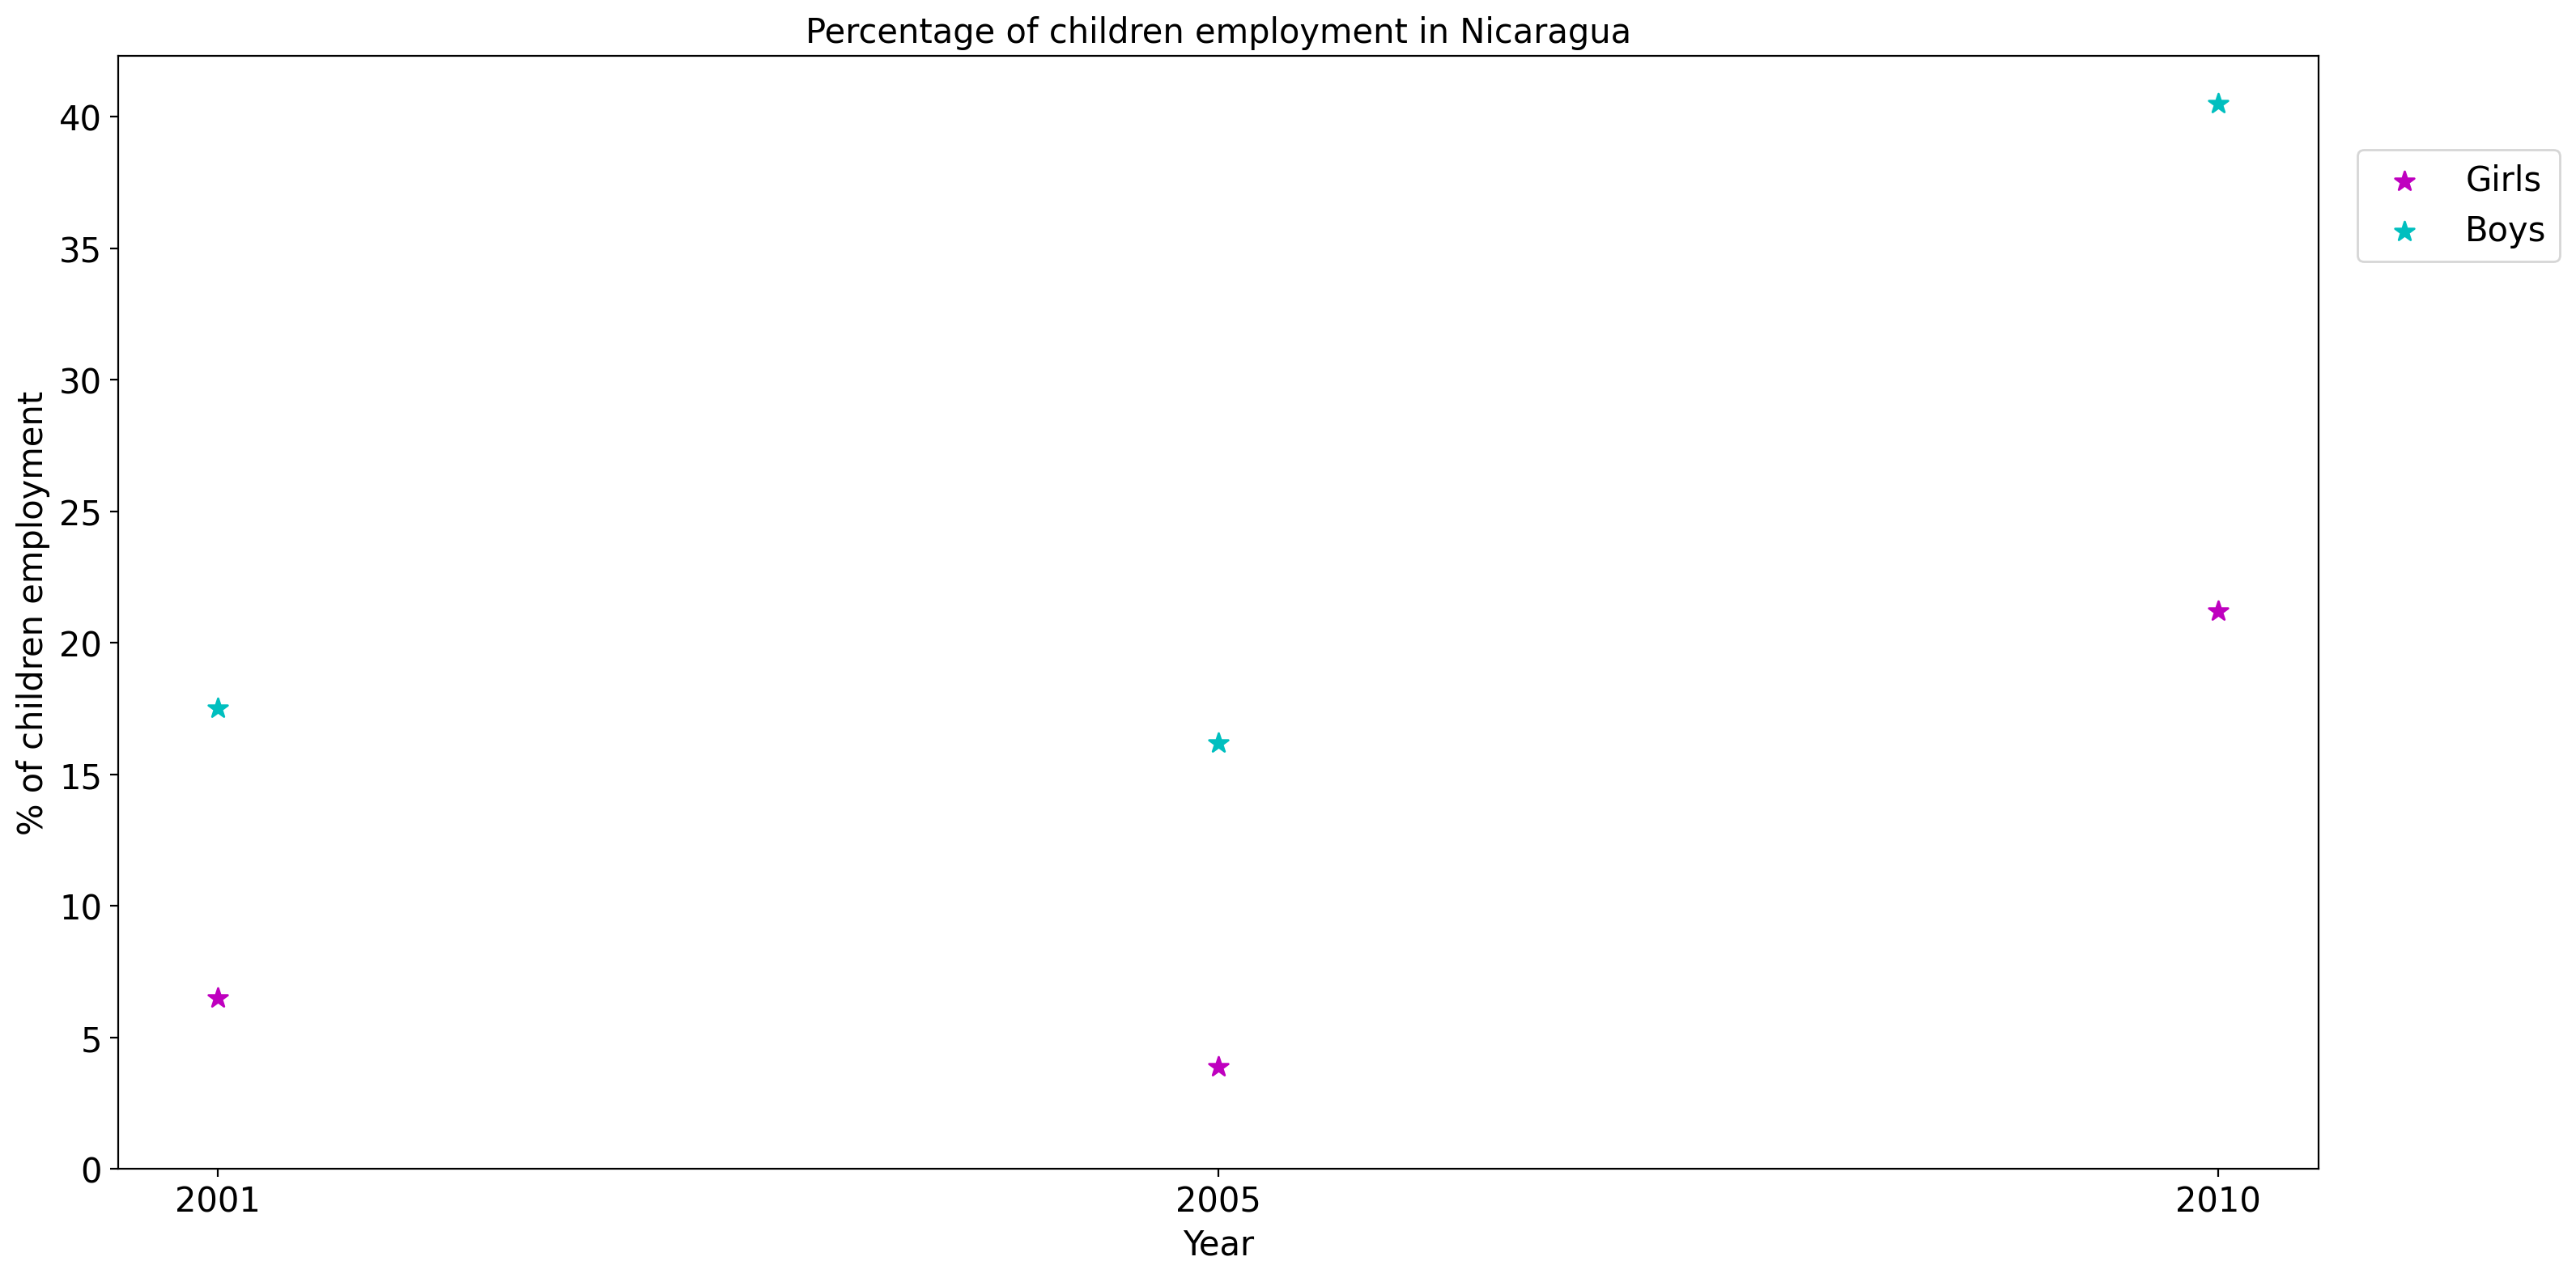 Percentage of children employment in Nicaragua
% of children employment
40
35
30
25
20
15
10
5
0
2001
2005
2010
Year
Girls
Boys